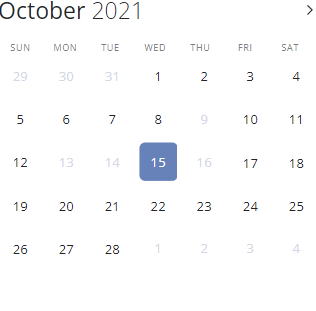 October 2021
SUN MON TUE WED THU FRI SAT
29 30 31 1 2 3 4
5 6 7 8 9 10 11
12 13 14 15 16 17 18
19 20 21 22 23 24 25
26 27 28 1 2 3 4